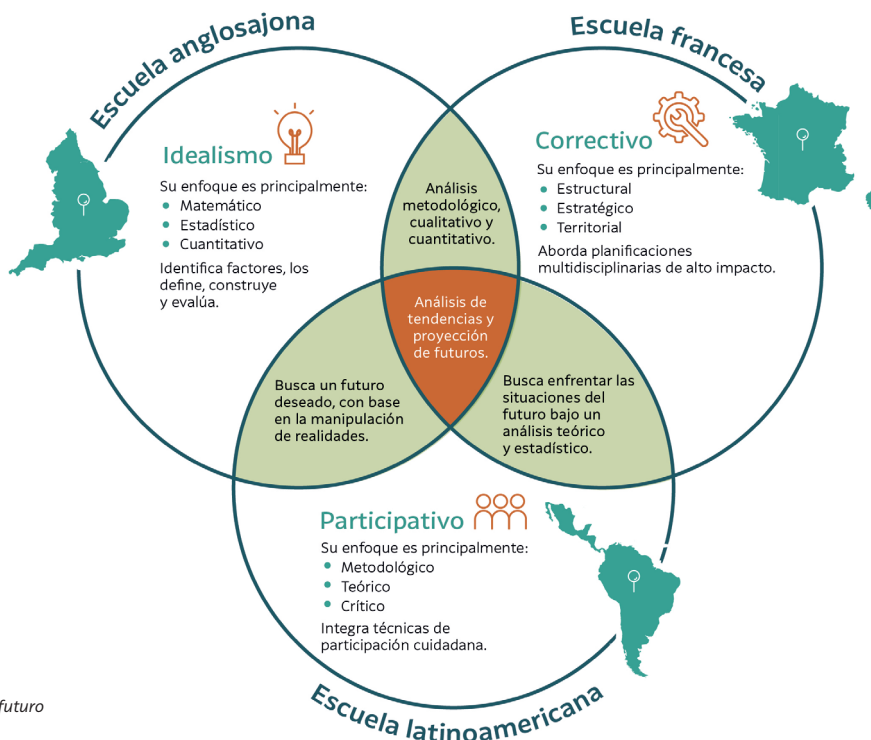 Escuela anglosajona
Idealismo
Su enfoque es principalmente:
• Matemático
• Estadístico
• Cuantitativo
Identifica factores, los
define, construye
y evalúa.
Escuela francesa
Correctivo
Su enfoque es principalmente:
• Estructural
• Estratégico
• Territorial
Aborda planificaciones
multidisciplinarias de alto impacto.
Análisis
metodológico,
cualitativo y
cuantitativo.
Análisis de
tendencias y
proyección
de futuros.
Busca un futuro
deseado, con base
en la manipulación
de realidades.
Busca enfrentar las
situaciones del
futuro bajo un
análisis teórico
y estadístico.
Participativo
Su enfoque es principalmente:
• Metodológico
• Teórico
• Crítico
Integra técnicas de
participación cuidadana.
Escuela latinoamericana
futuro